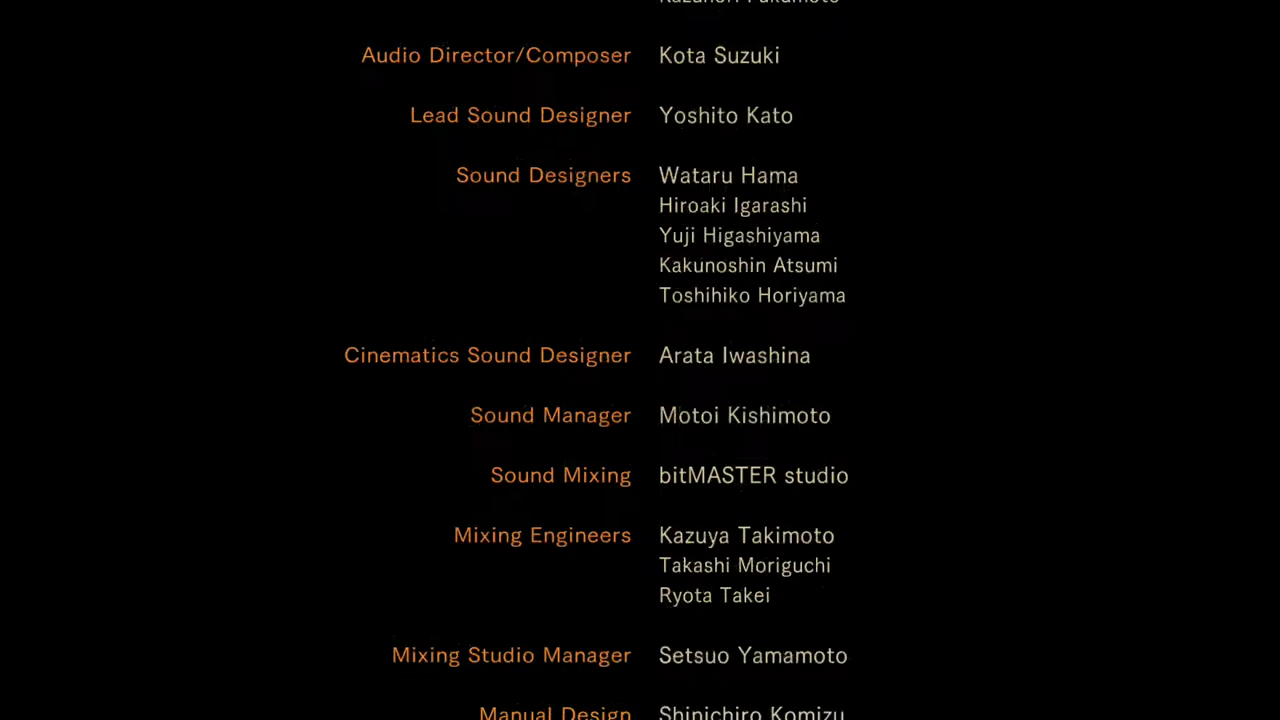 Kazunori Fukumoto
Audio Director/Composer Kota Suzuki
Lead Sound Designer Yoshito Kato
Sound Designers Wataru Hama
Hiroaki Igarashi
Yuji Higashiyama
Kakunoshin Atsumi
Toshihiko Horiyama
Cinematics Sound Designer Arata Iwashina
Sound Manager Motoi Kishimoto
Sound Mixing bitMASTER studio
Mixing Engineers Kazuya Takimoto
Takashi Moriguchi
Ryota Takei
Mixing Studio Manager Setsuo Yamamoto
Manual Design Shinichiro Komizu